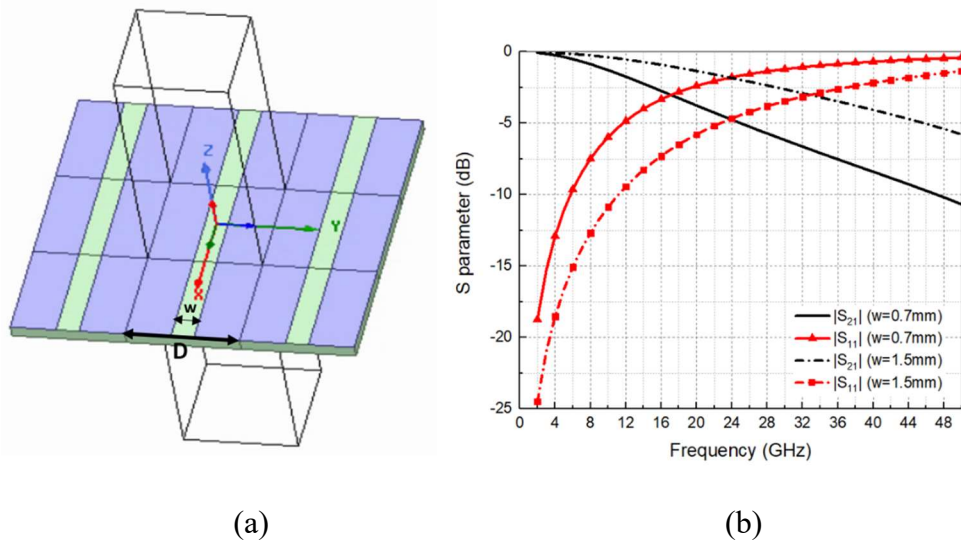 Z
Y
X
w
D
S parameter (dB)
0
-5
-10
-15
-20
-25
|S21| (w=0.7mm)
|S11| (w=0.7mm)
|S21| (w=1.5mm)
|S11| (w=1.5mm)
0 4 8 12 16 20 24 28 32 36 40 44 48
Frequency (GHz)
(a)
(b)